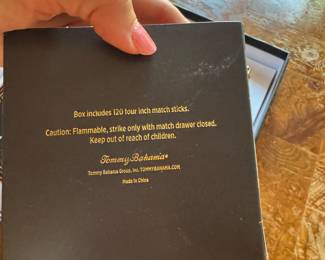 Box includes 120 four inch match sticks.
Caution: Flammable, strike only with match drawer closed.
Keep out of reach of children.
Tommy Bahama®
Tommy Bahama Group, Inc. TOMMYBAHAMA.COM
Made in China